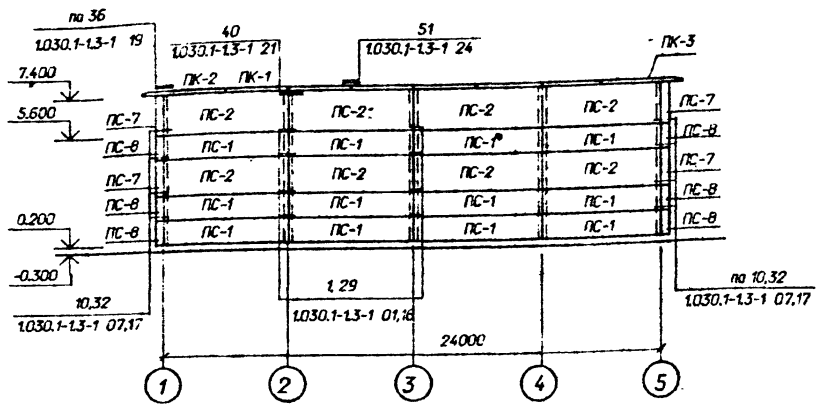 па 36
1.030.1-1.3-1 19
40
1.030.1-1.3-1 21
51
1.030.1-1.3-1 24
ПК-3
7.400
ПК-2 ПК-1
5.600
ПС-7 ПС-2 ПС-2 ПС-2 ПС-2 ПС-7
ПС-8 ПС-1 ПС-1 ПС-1 ПС-1 ПС-8
ПС-7 ПС-2 ПС-2 ПС-2 ПС-2 ПС-7
ПС-8 ПС-1 ПС-1 ПС-1 ПС-1 ПС-8
0.200
ПС-8 ПС-1 ПС-1 ПС-1 ПС-1 ПС-8
-0.300
10,32
1.030.1-1.3-1 07,17
1, 29
1.030.1-1.3-1 01,16
па 10,32
1.030.1-1.3-1 07,17
24000
1 2 3 4 5